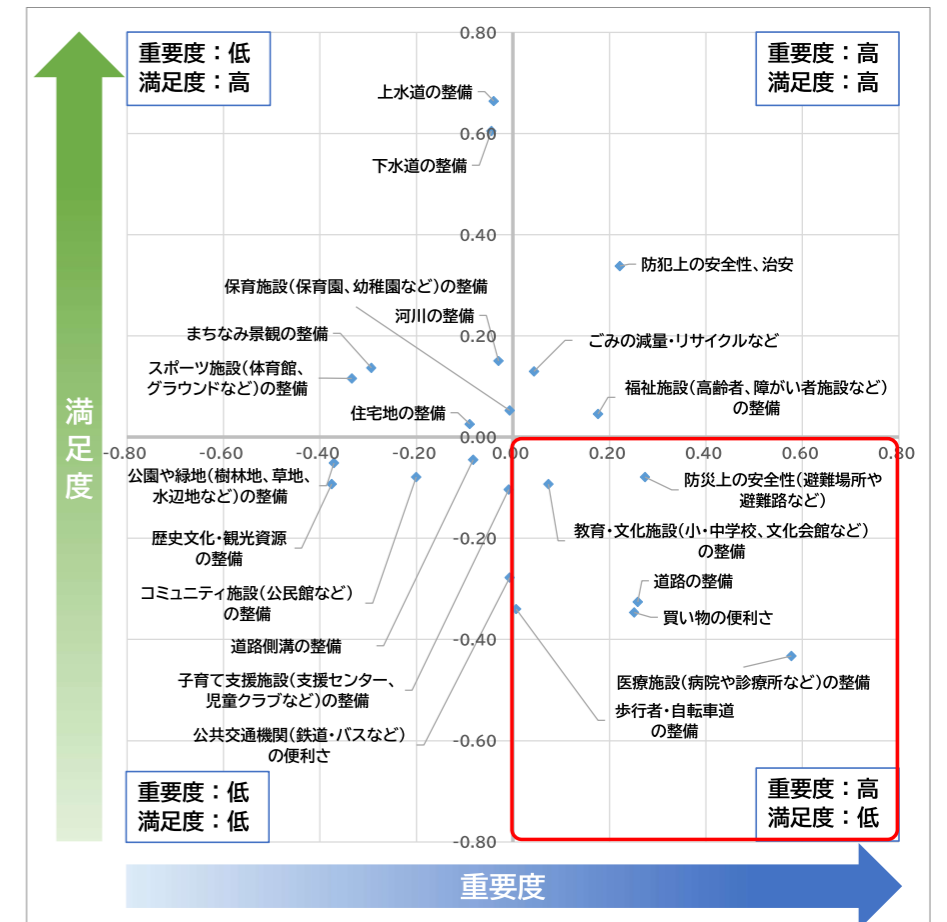 重要度：低
満足度：高
重要度：高
満足度：高
0.80
上水道の整備
0.60
下水道の整備
0.40
防犯上の安全性、治安
保育施設(保育園、幼稚園など)の整備
河川の整備
0.20
まちなみ景観の整備
ごみの減量・リサイクルなど
スポーツ施設(体育館、
グラウンドなど)の整備
福祉施設(高齢者、障がい者施設など)
の整備
住宅地の整備
満足度
0.00
-0.80
-0.60
-0.40
-0.20
0.00
0.20
0.40
0.60
0.80
公園や緑地(樹林地、草地、
水辺地など)の整備
防災上の安全性(避難場所や
避難路など)
歴史文化・観光資源
の整備
-0.20
教育・文化施設(小・中学校、文化会館など)
の整備
コミュニティ施設(公民館など)
の整備
道路の整備
買い物の便利さ
-0.40
道路側溝の整備
子育て支援施設(支援センター、
児童クラブなど)の整備
医療施設(病院や診療所など)の整備
歩行者・自転車道
の整備
公共交通機関(鉄道・バスなど)
の便利さ
-0.60
重要度：低
満足度：低
重要度：高
満足度：低
-0.80
重要度